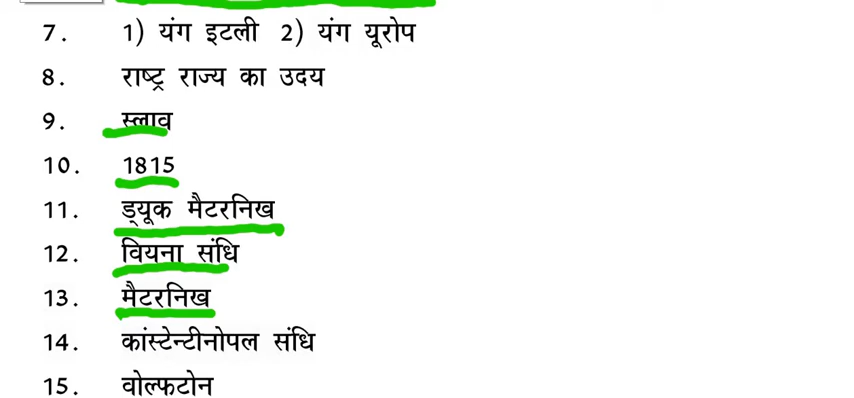 7. 1) यंग इटली 2) यंग यूरोप
8. राष्ट्र राज्य का उदय
9. स्लाव
10. 1815
11. ड्यूक मैटरनिख
12. वियना संधि
13. मैटरनिख
14. कांस्टेन्टीनोपल संधि
15. वोल्फटोन